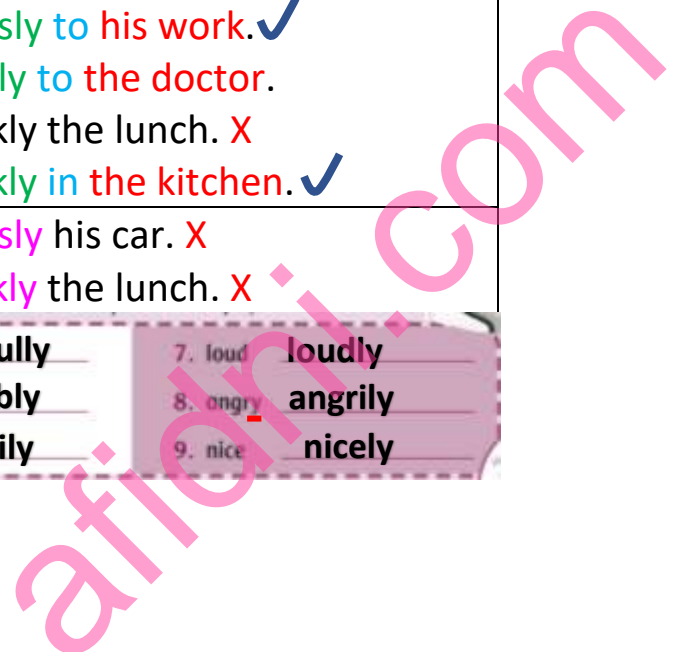 sly to his work. ✓
ly to the doctor.
kly the lunch. X
kly in the kitchen. ✓
sly his car. X
kly the lunch. X
ully 7. loud loudly
bly 8. angry angrily
ily 9. nice nicely
afidni.com